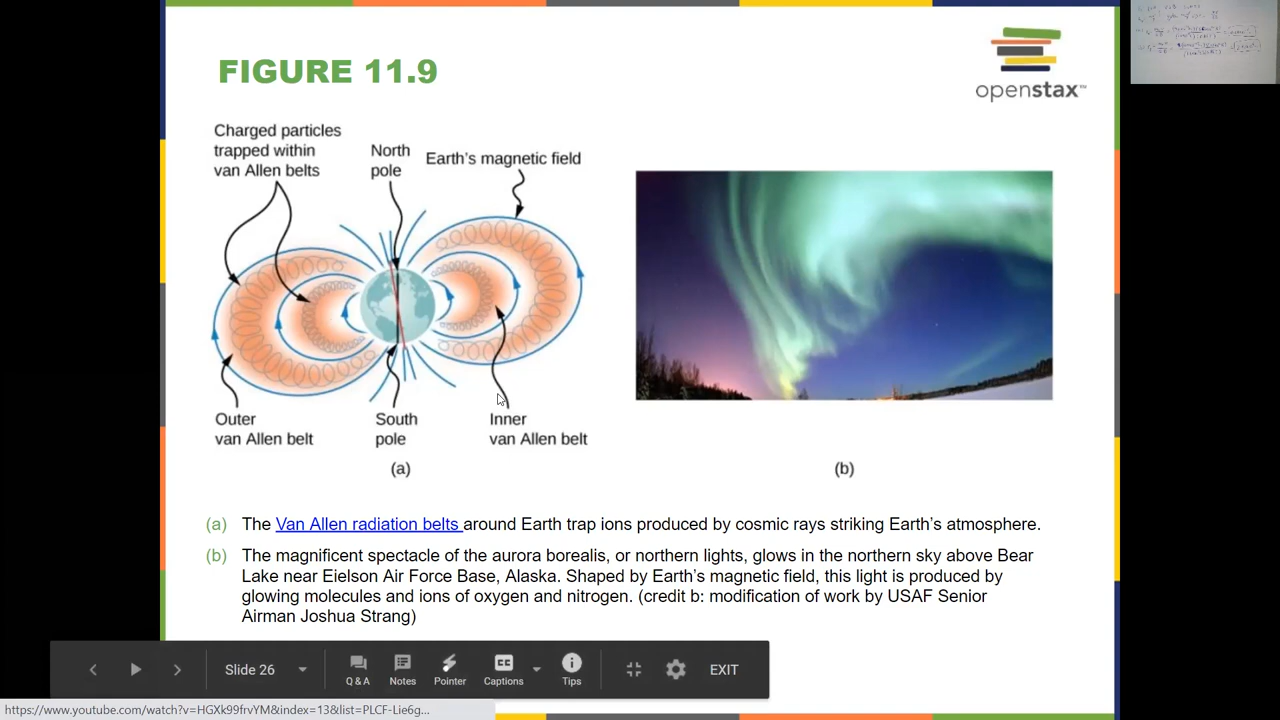 FIGURE 11.9
openstax™
Charged particles
trapped within
van Allen belts
North
pole
Earth's magnetic field
Outer
van Allen belt
South
pole
Inner
van Allen belt
(a)
(b)
(a) The Van Allen radiation belts around Earth trap ions produced by cosmic rays striking Earth's atmosphere.
(b) The magnificent spectacle of the aurora borealis, or northern lights, glows in the northern sky above Bear
Lake near Eielson Air Force Base, Alaska. Shaped by Earth's magnetic field, this light is produced by
glowing molecules and ions of oxygen and nitrogen. (credit b: modification of work by USAF Senior
Airman Joshua Strang)
Slide 26
Q & A
Notes
Pointer
CC
Captions
Tips
EXIT
https://www.youtube.com/watch?v=HGXk99frvYM&index=13&list=PLCF-Lie6g...